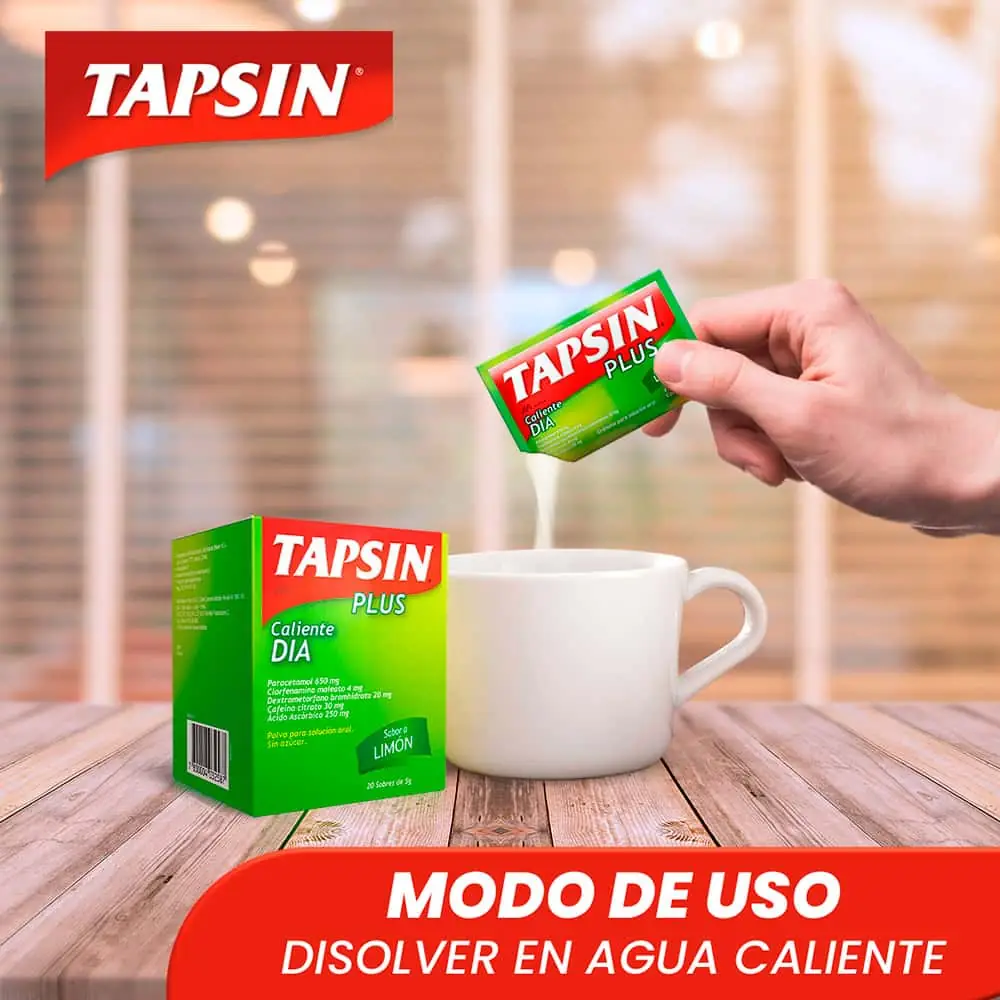 TAPSIN®
TAPSIN
PLUS
Caliente
DIA
TAPSIN
PLUS
Caliente
DIA
Paracetamol 650 mg
Clorfenamina maleato 4 mg
Dextrometorfano bromhidrato 20 mg
Cafeína citrato 30 mg
Ácido Ascórbico 250 mg
Polvo para solución oral.
Sin azucar.
Sabor a
LIMÓN
20 Sobres de 5g
MODO DE USO
DISOLVER EN AGUA CALIENTE